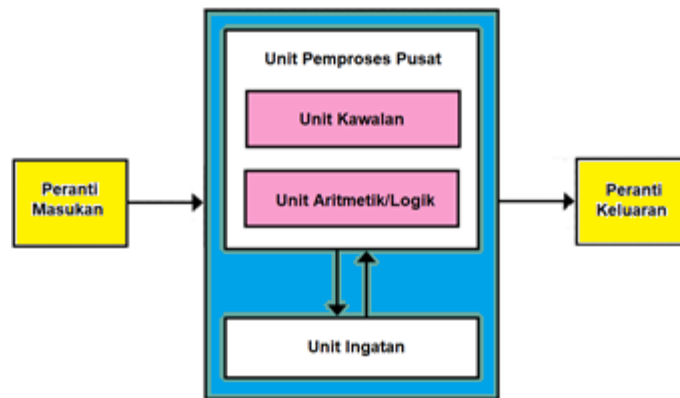 Unit Pemproses Pusat
Unit Kawalan
Unit Aritmetik/Logik
Peranti
Masukan
Peranti
Keluaran
Unit Ingatan